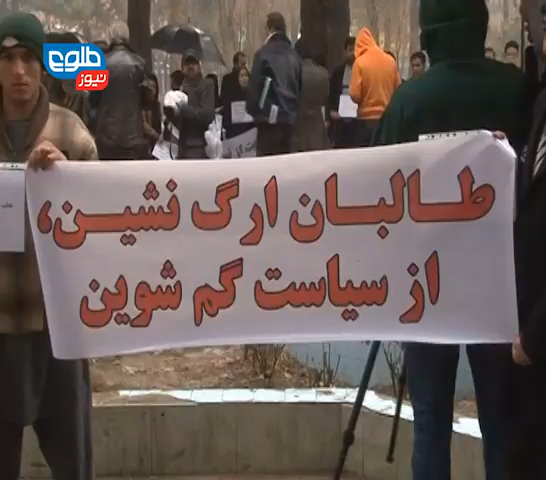 طلوع
نیوز
طالبان ارگ نشین،
از سیاست گم شوین